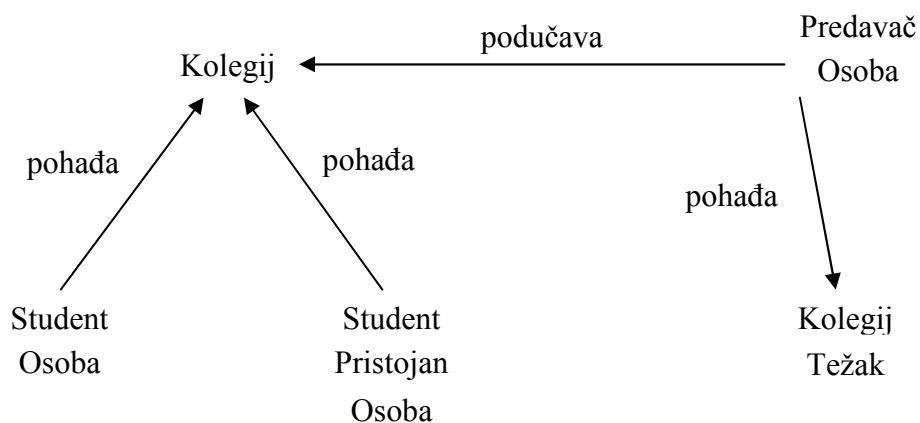 podučava
Predavač
Osoba
Kolegij
pohađa
pohađa
pohađa
Student
Osoba
Student
Pristojan
Osoba
Kolegij
Težak